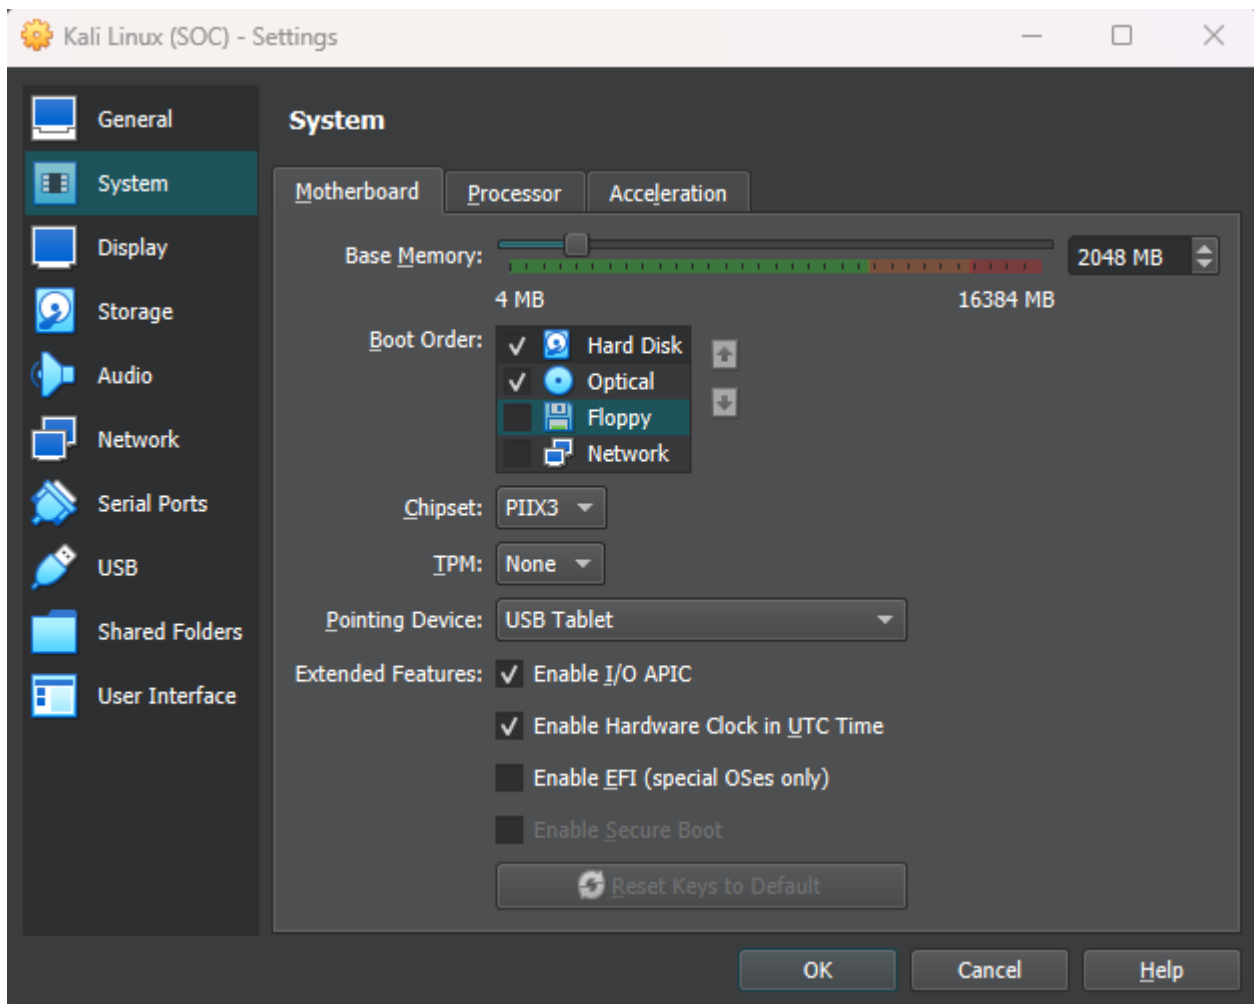 Kali Linux (SOC) - Settings
General
System
Display
Storage
Audio
Network
Serial Ports
USB
Shared Folders
User Interface
System
Motherboard
Processor
Acceleration
Base Memory:
2048 MB
4 MB
16384 MB
Boot Order:
Hard Disk
Optical
Floppy
Network
Chipset:
PIIX3
TPM:
None
Pointing Device:
USB Tablet
Extended Features:
Enable I/O APIC
Enable Hardware Clock in UTC Time
Enable EFI (special OSes only)
Enable Secure Boot
Reset Keys to Default
OK
Cancel
Help